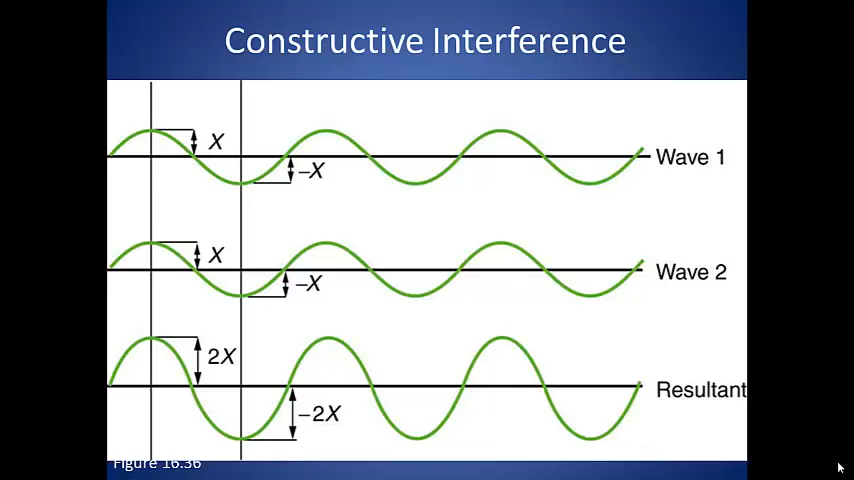 Constructive Interference
X
Wave 1
–X
X
Wave 2
–X
2X
Resultant
–2X
Figure 16.36